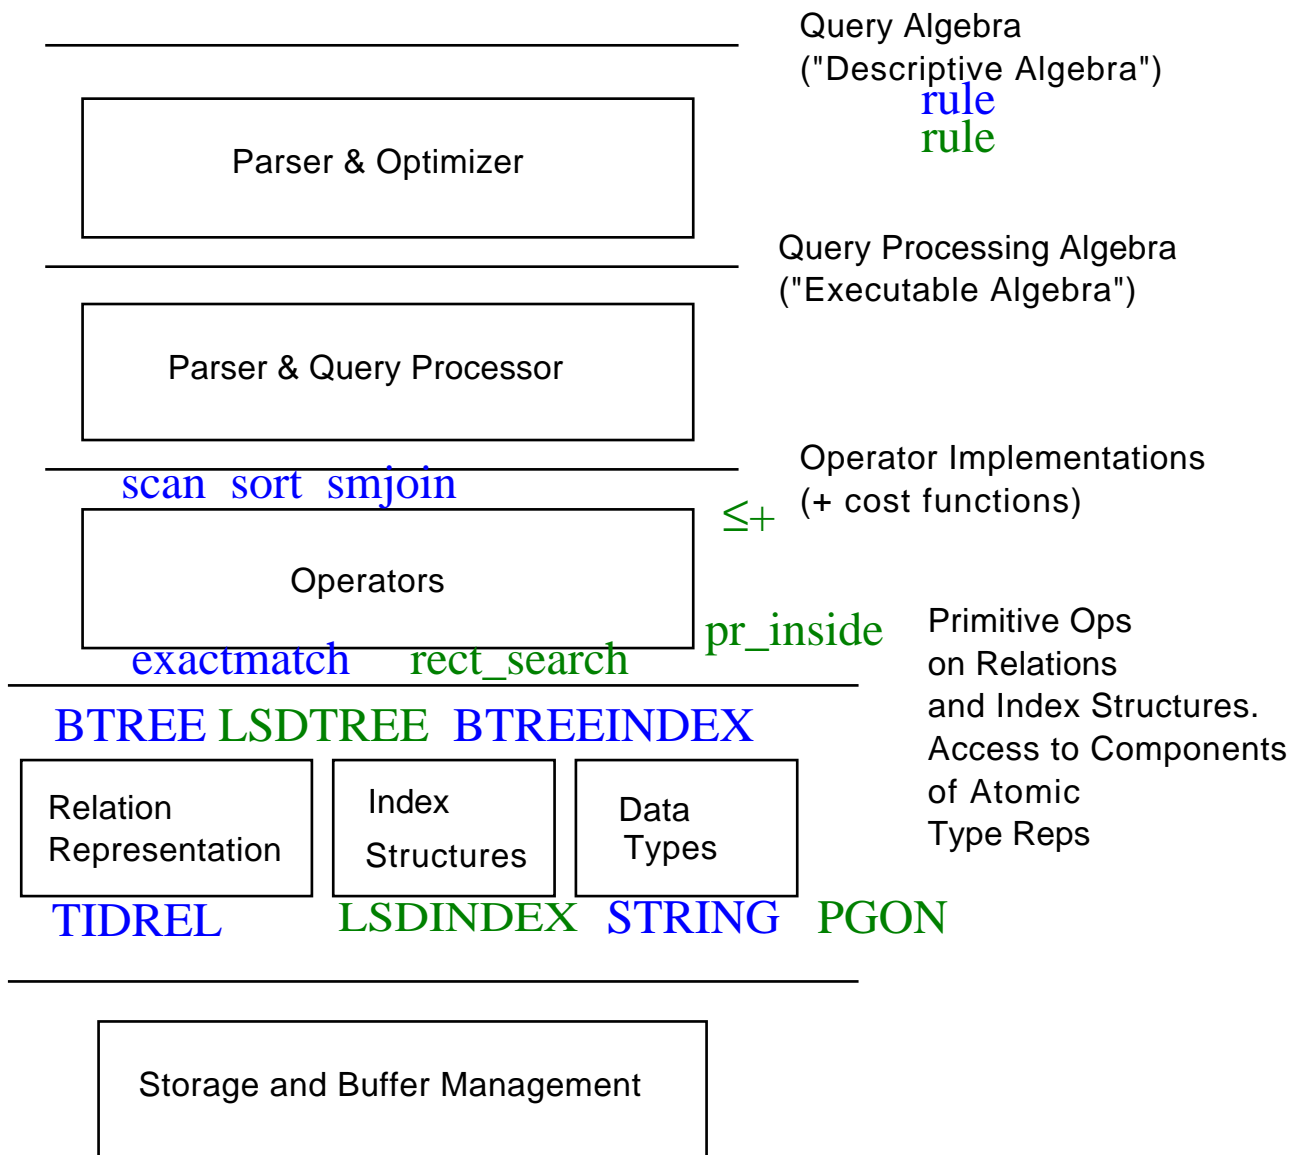 Query Algebra
("Descriptive Algebra")
rule
rule
Parser & Optimizer
Query Processing Algebra
("Executable Algebra")
Parser & Query Processor
Operator Implementations
(+ cost functions)
scan sort smjoin
≤+
Operators
pr_inside
exactmatch rect_search
Primitive Ops
on Relations
and Index Structures.
Access to Components
of Atomic
Type Reps
BTREE LSDTREE BTREEINDEX
Relation
Representation
Index
Structures
Data
Types
TIDREL LSDINDEX STRING PGON
Storage and Buffer Management